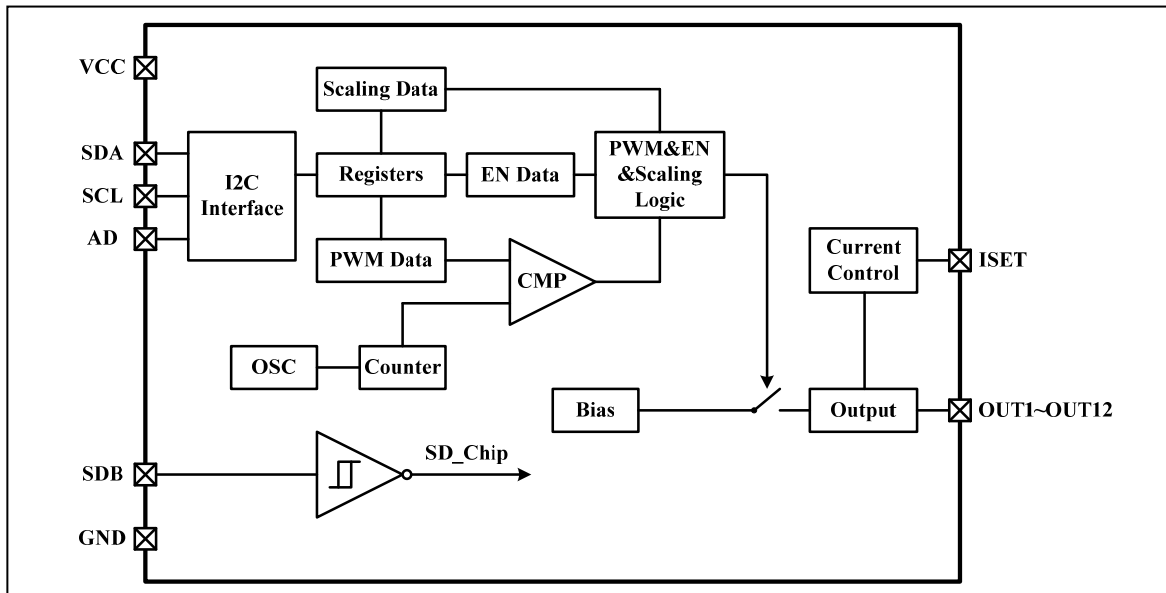 VCC
Scaling Data
SDA
SCL
AD
I2C
Interface
Registers
EN Data
PWM&EN
&Scaling
Logic
PWM Data
CMP
Current
Control
ISET
OSC
Counter
Bias
Output
OUT1~OUT12
SDB
SD_Chip
GND